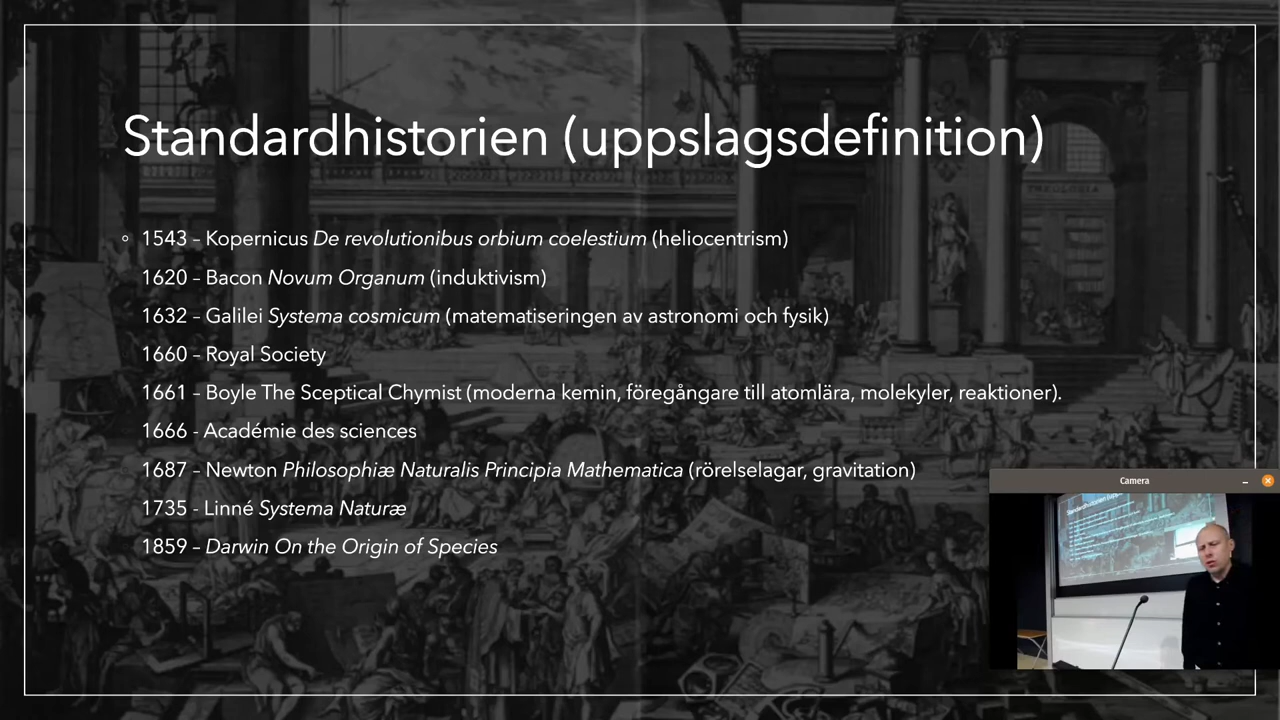 Standardhistorien (uppslagsdefinition)
◦ 1543 – Kopernicus De revolutionibus orbium coelestium (heliocentrism)
1620 – Bacon Novum Organum (induktivism)
1632 – Galilei Systema cosmicum (matematiseringen av astronomi och fysik)
1660 – Royal Society
1661 – Boyle The Sceptical Chymist (moderna kemin, föregångare till atomlära, molekyler, reaktioner).
1666 - Académie des sciences
1687 – Newton Philosophiæ Naturalis Principia Mathematica (rörelselagar, gravitation)
1735 - Linné Systema Naturæ
1859 – Darwin On the Origin of Species
THEOLOGIA
Camera